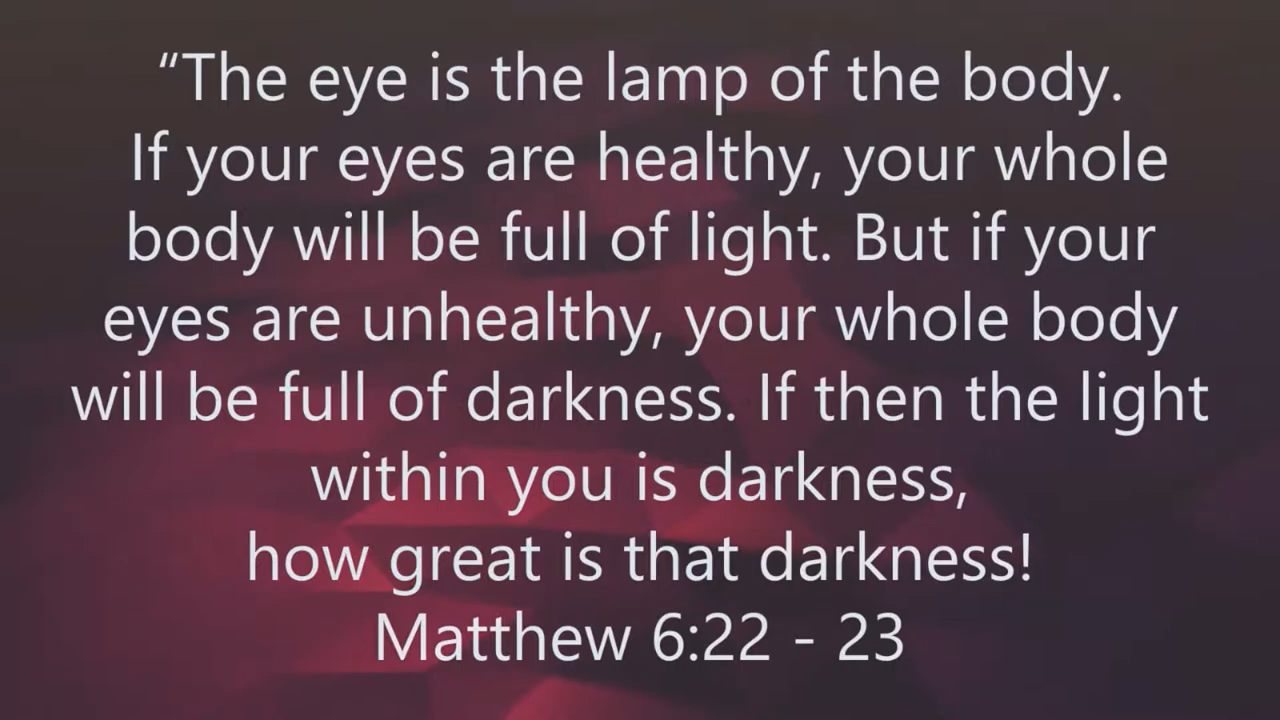 “The eye is the lamp of the body.
If your eyes are healthy, your whole
body will be full of light. But if your
eyes are unhealthy, your whole body
will be full of darkness. If then the light
within you is darkness,
how great is that darkness!
Matthew 6:22 - 23